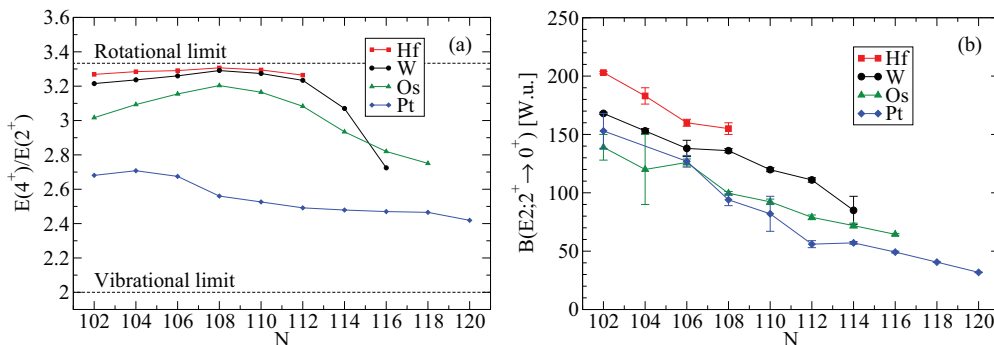 3.6
3.4
3.2
3
2.8
2.6
2.4
2.2
2
E(4⁺)/E(2⁺)
Rotational limit
(a)
Hf
W
Os
Pt
Vibrational limit
102 104 106 108 110 112 114 116 118 120
N
250
200
150
100
50
0
B(E2;2⁺→0⁺) [W.u.]
(b)
Hf
W
Os
Pt
102 104 106 108 110 112 114 116 118 120
N